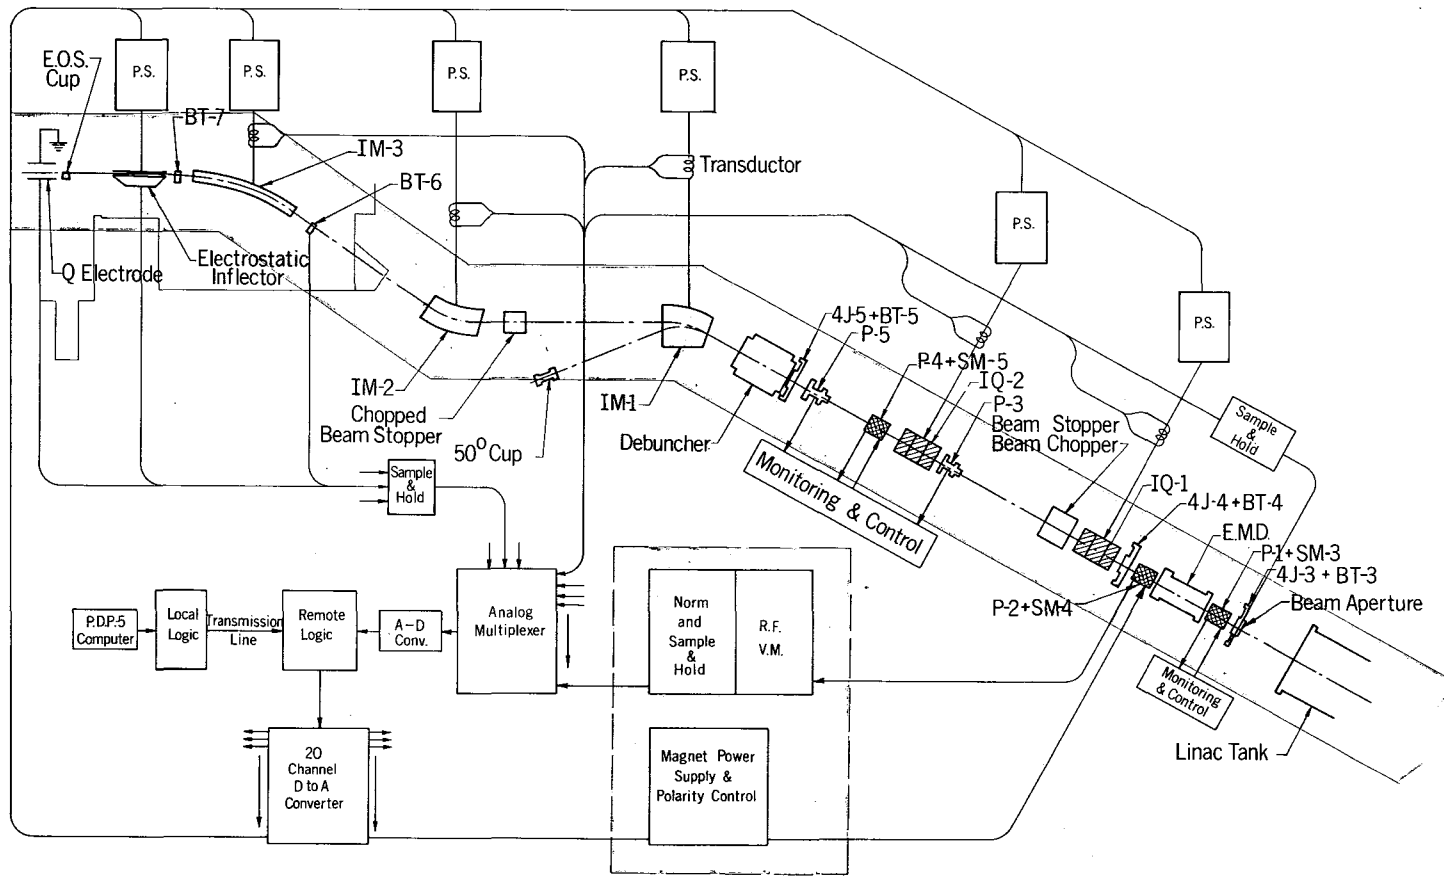 E.O.S.
Cup
P.S.
P.S.
P.S.
P.S.
BT-7
IM-3
BT-6
Transductor
P.S.
Q Electrode
Electrostatic
Inflector
P.S.
4J-5+BT-5
P-5
P-4+SM-5
IQ-2
P-3
Beam Stopper
Beam Chopper
IM-2
Chopped
Beam Stopper
50° Cup
IM-1
Debuncher
Sample
&
Hold
Sample
&
Hold
Monitoring & Control
IQ-1
4J-4+BT-4
E.M.D.
P-1+SM-3
4J-3 + BT-3
Beam Aperture
P-2+SM-4
P.D.P.-5
Computer
Local
Logic
Transmission
Line
Remote
Logic
A-D
Conv.
Analog
Multiplexer
Norm
and
Sample
&
Hold
R.F.
V.M.
Monitoring
& Control
Linac Tank
20
Channel
D to A
Converter
Magnet Power
Supply &
Polarity Control